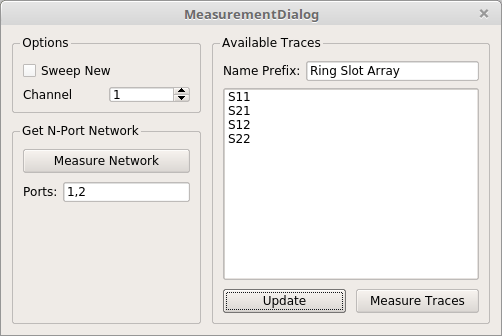 MeasurementDialog
Options
Sweep New
Channel 1
Get N-Port Network
Measure Network
Ports: 1,2
Available Traces
Name Prefix: Ring Slot Array
S11
S21
S12
S22
Update
Measure Traces